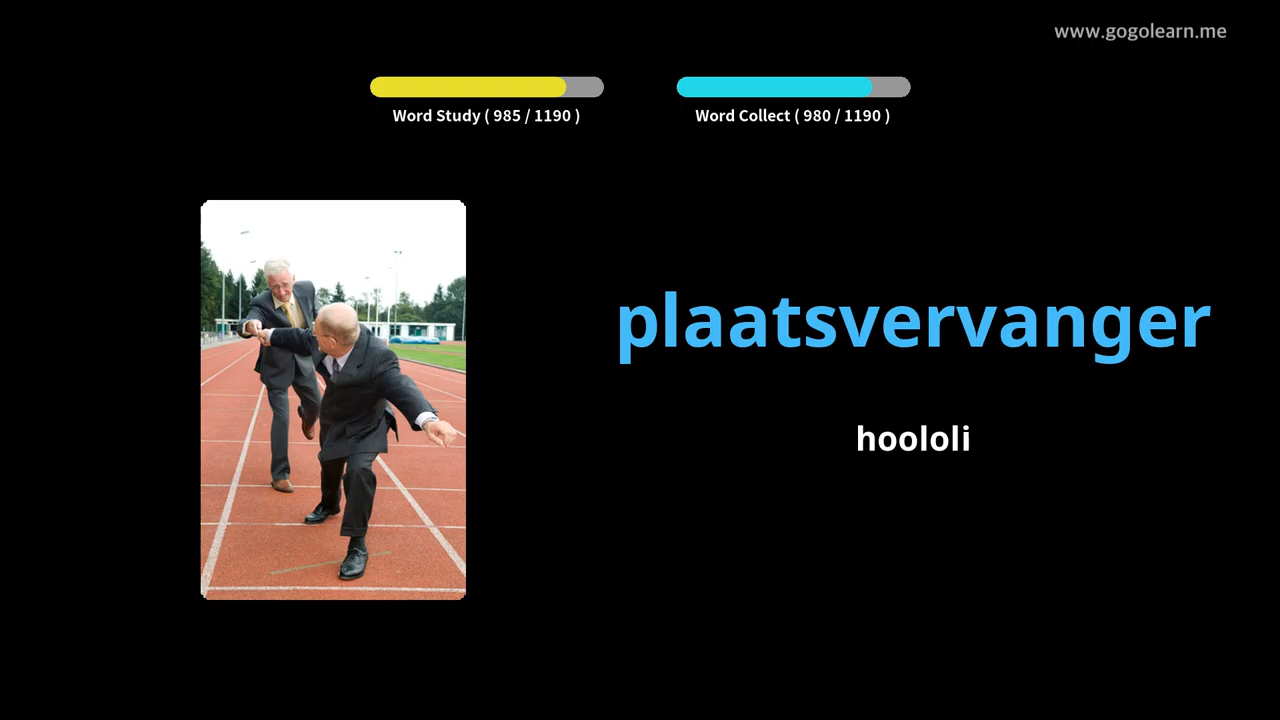 www.gogolearn.me
Word Study ( 985 / 1190 )
Word Collect ( 980 / 1190 )
plaatsvervanger
hoololi